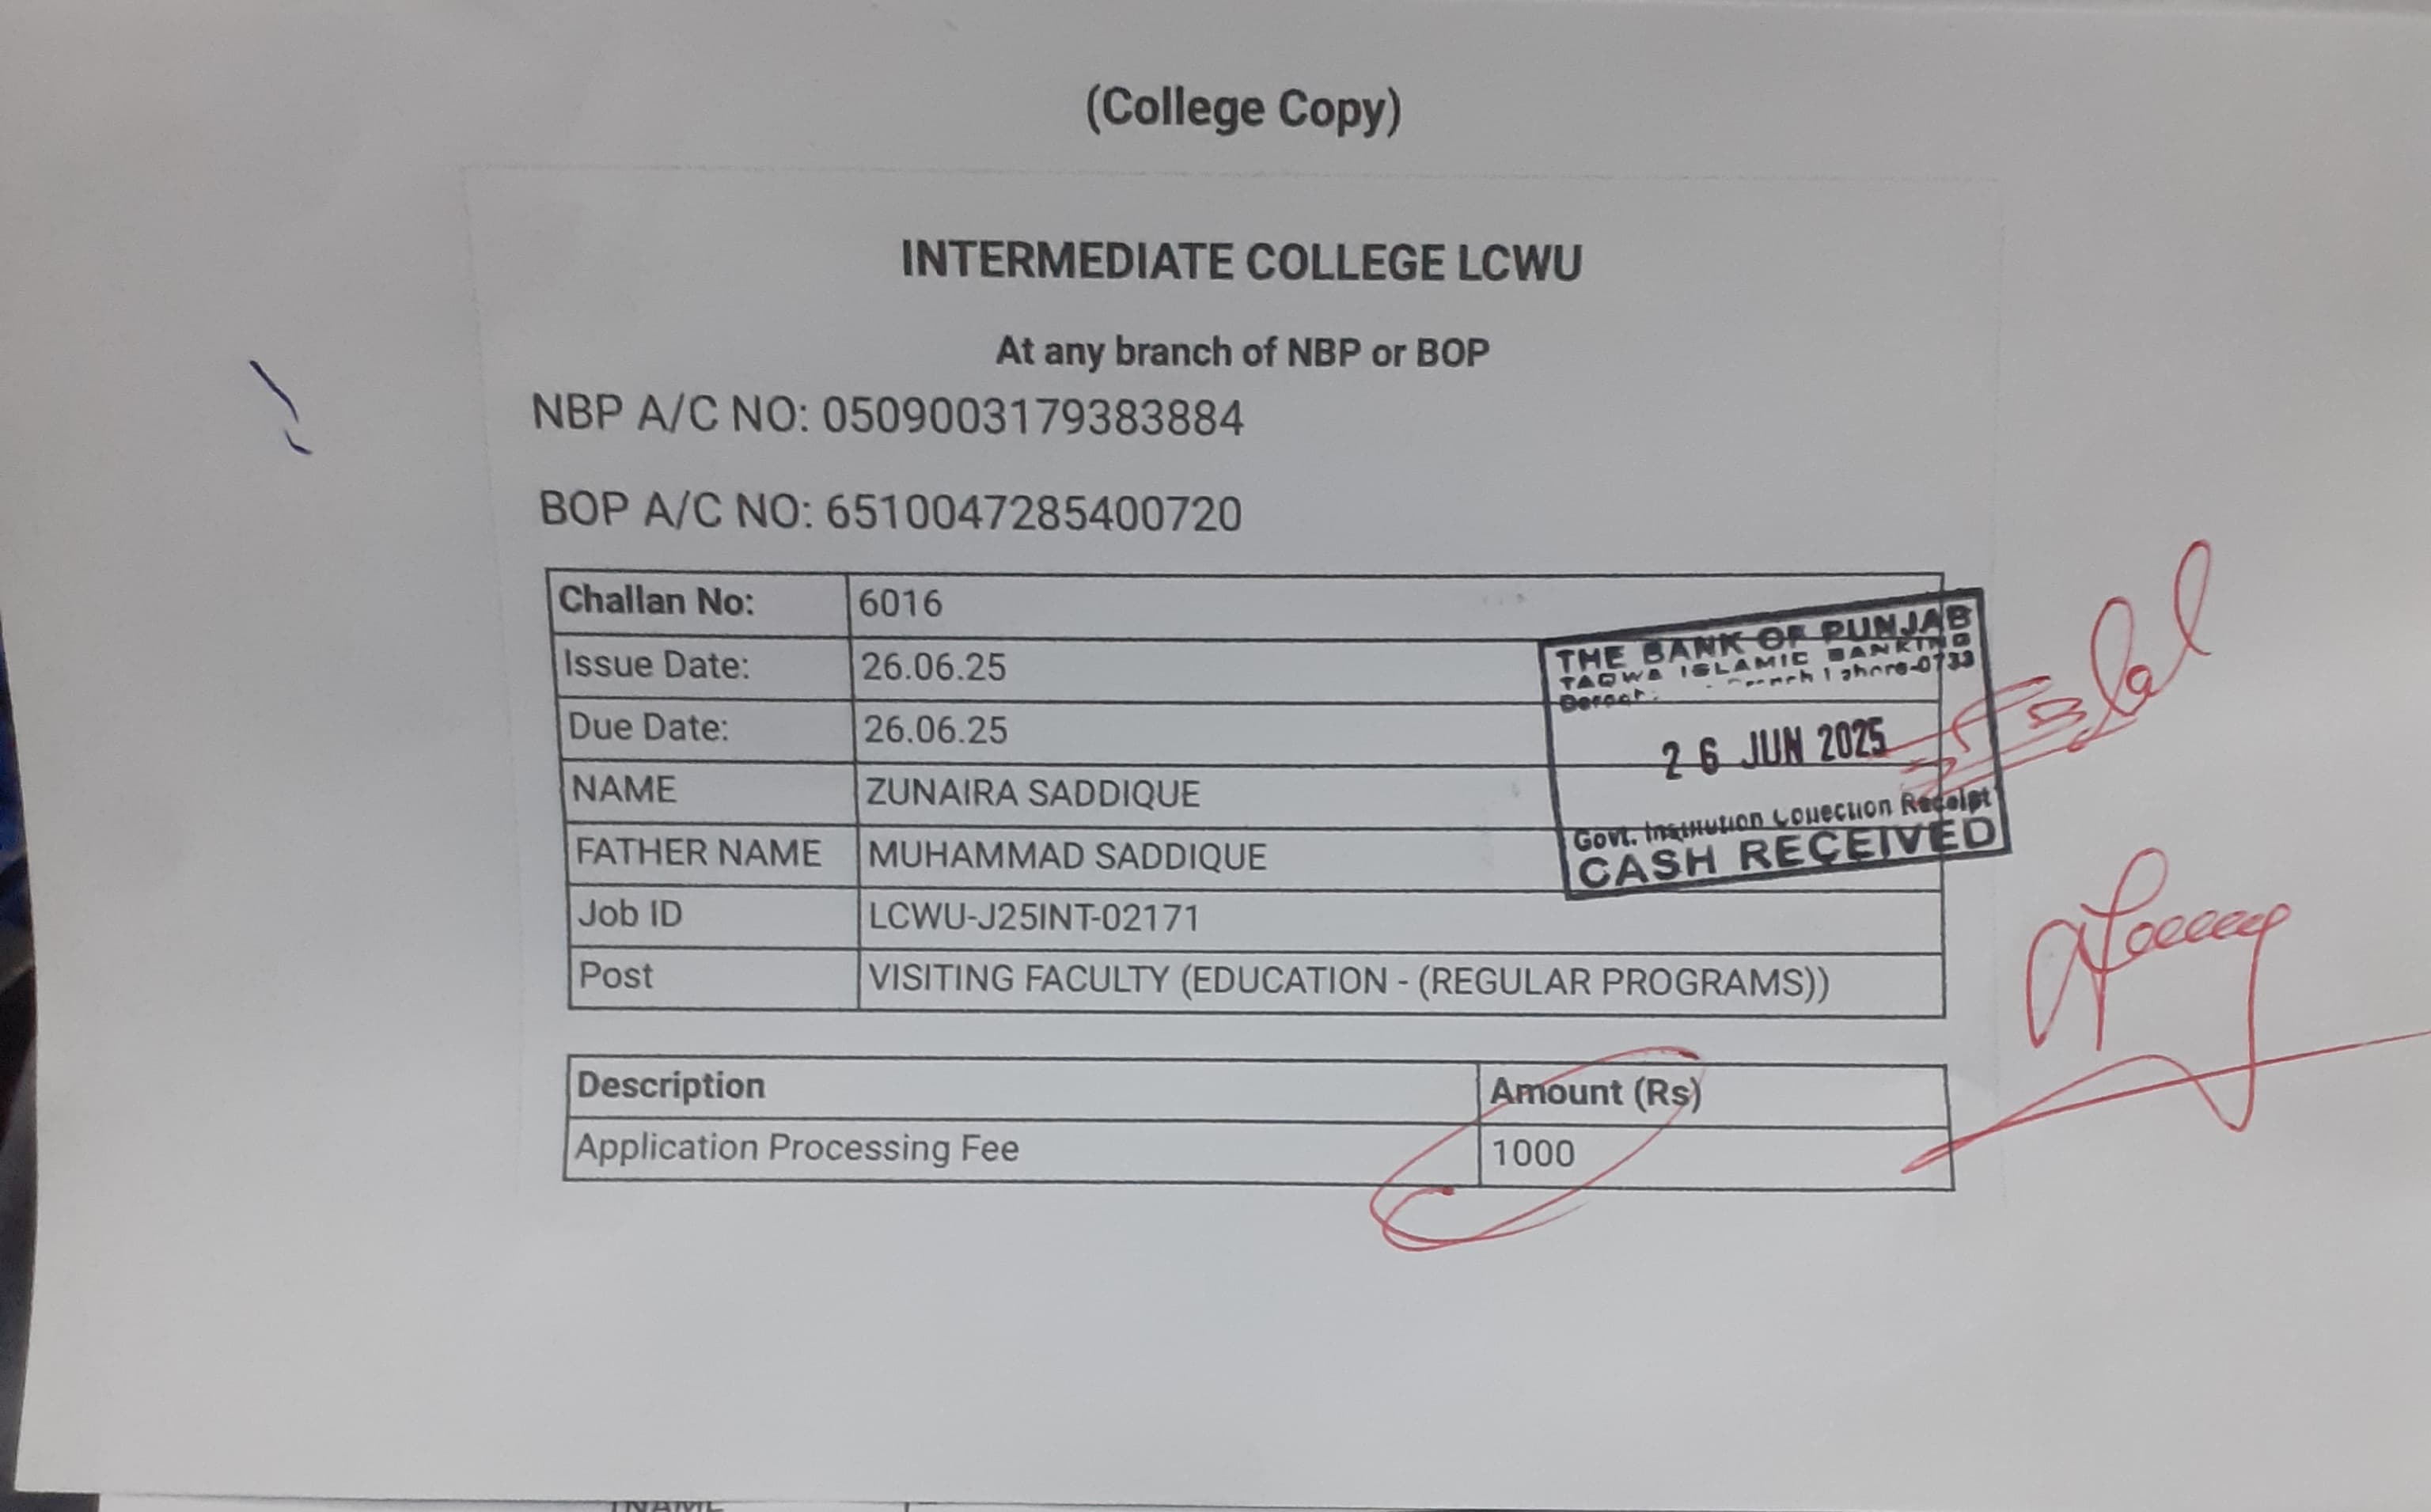 (College Copy)
INTERMEDIATE COLLEGE LCWU
At any branch of NBP or BOP
NBP A/C NO: 0509003179383884
BOP A/C NO: 6510047285400720
Challan No: 6016
Issue Date: 26.06.25
Due Date: 26.06.25
NAME ZUNAIRA SADDIQUE
FATHER NAME MUHAMMAD SADDIQUE
Job ID LCWU-J25INT-02171
Post VISITING FACULTY (EDUCATION - (REGULAR PROGRAMS))
THE BANK OF PUNJAB
TAQWA ISLAMIC BANKING
Lahore-0733
26 JUN 2025
Govt. Institution Collection Receipt
CASH RECEIVED
Description Amount (Rs)
Application Processing Fee 1000
NAME